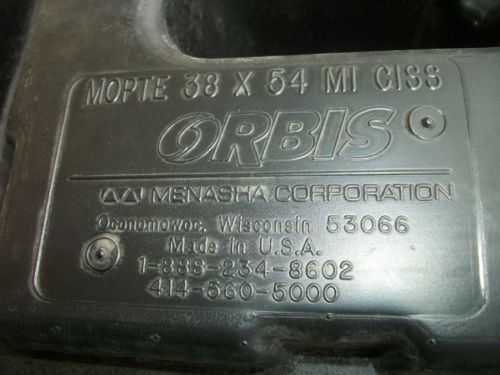 MOPTE 38 X 54 MI CISS
ORBIS
MENASHA CORPORATION
Oconomowoc, Wisconsin 53066
Made in U.S.A.
1-888-234-8602
414-560-5000